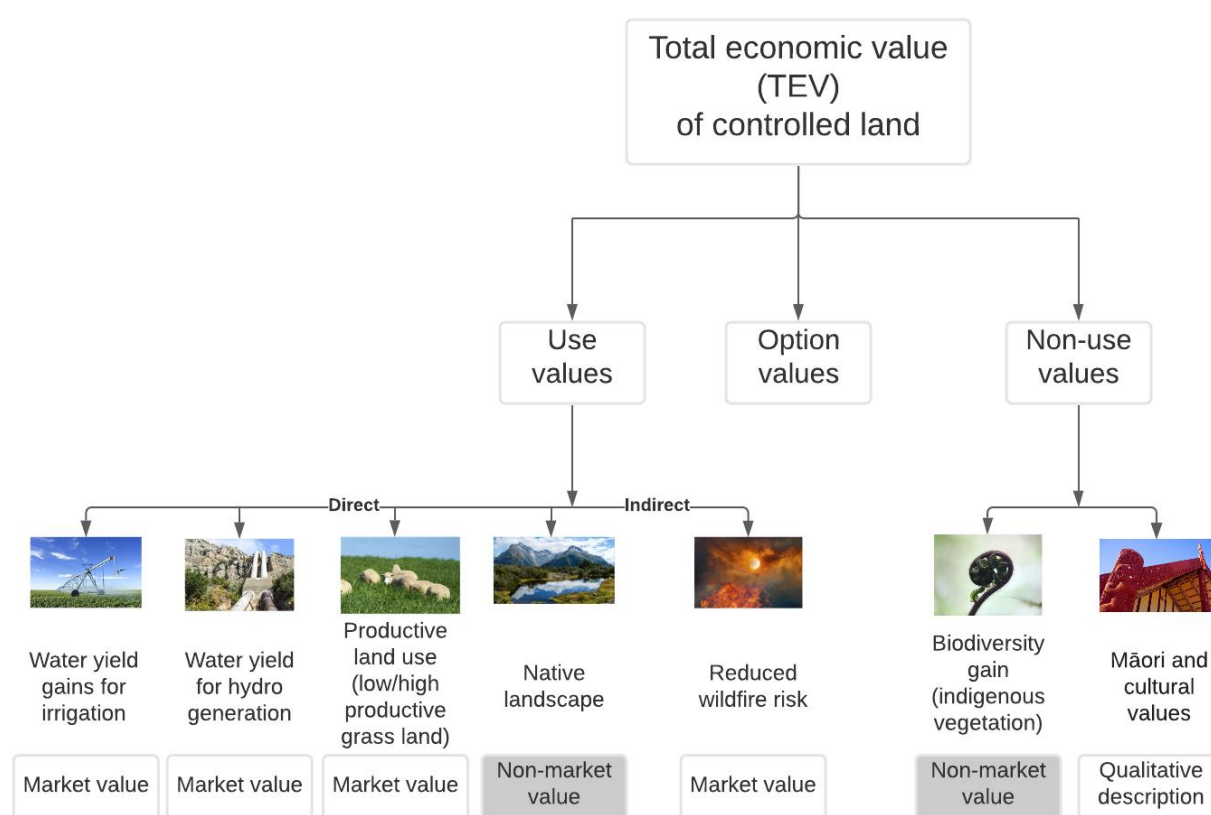 Total economic value
(TEV)
of controlled land
Use
values
Option
values
Non-use
values
Direct
Indirect
Water yield
gains for
irrigation
Water yield
for hydro
generation
Productive
land use
(low/high
productive
grass land)
Native
landscape
Reduced
wildfire risk
Biodiversity
gain
(indigenous
vegetation)
Māori and
cultural
values
Market value
Market value
Market value
Non-market
value
Market value
Non-market
value
Qualitative
description